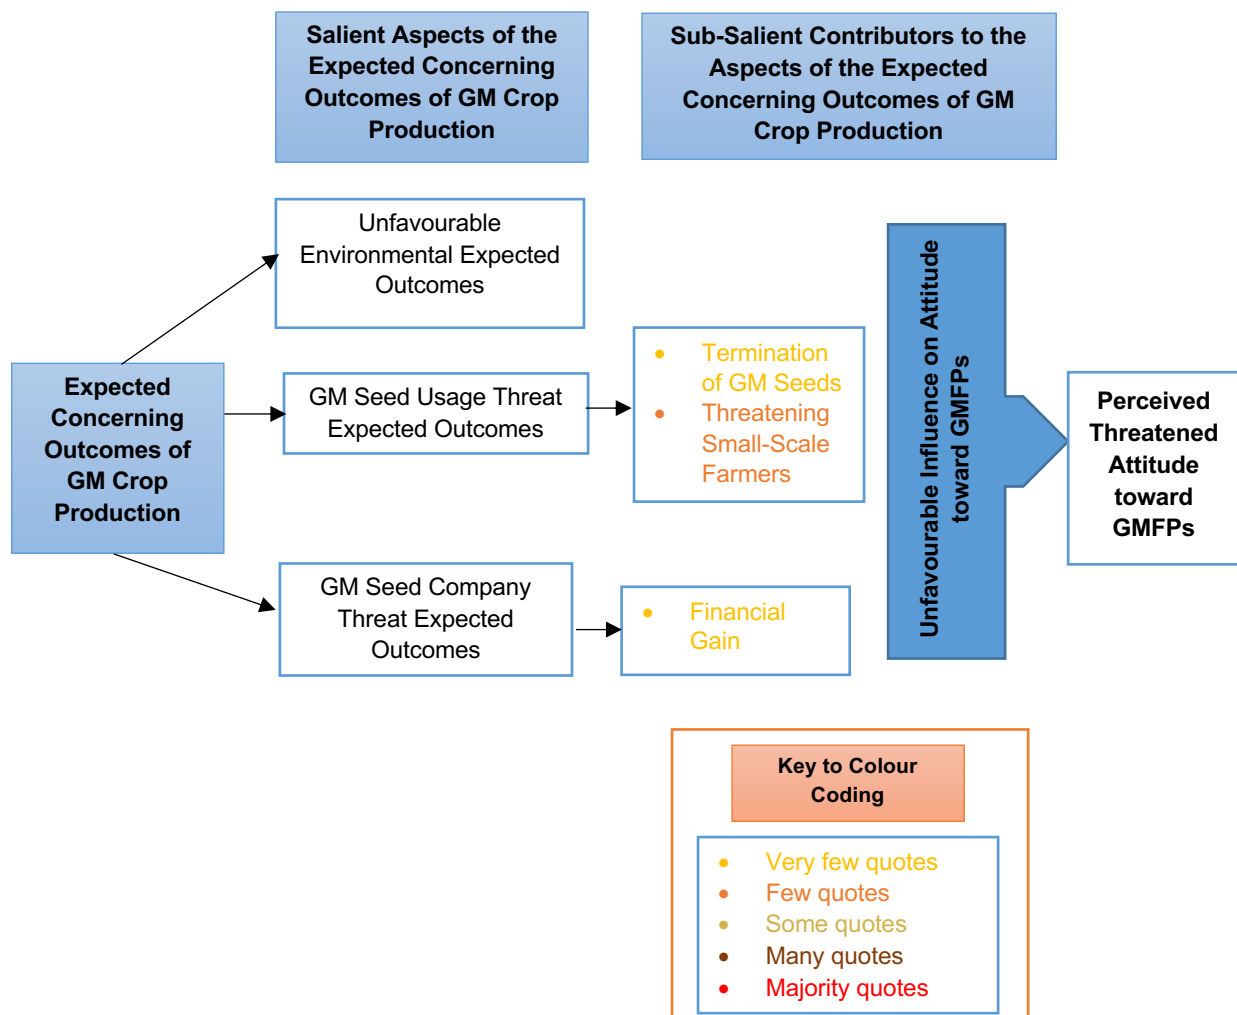 Salient Aspects of the
Expected Concerning
Outcomes of GM Crop
Production
Sub-Salient Contributors to the
Aspects of the Expected
Concerning Outcomes of GM
Crop Production
Unfavourable
Environmental Expected
Outcomes
Expected
Concerning
Outcomes of
GM Crop
Production
GM Seed Usage Threat
Expected Outcomes
• Termination
of GM Seeds
• Threatening
Small-Scale
Farmers
GM Seed Company
Threat Expected
Outcomes
• Financial
Gain
Unfavourable Influence on Attitude
toward GMFPs
Perceived
Threatened
Attitude
toward
GMFPs
Key to Colour
Coding
• Very few quotes
• Few quotes
• Some quotes
• Many quotes
• Majority quotes